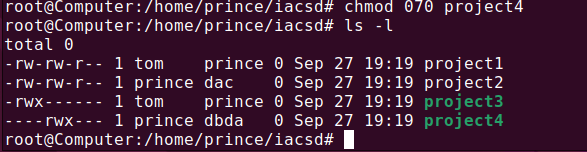 root@Computer:/home/prince/iacsd# chmod 070 project4
root@Computer:/home/prince/iacsd# ls -l
total 0
-rw-rw-r-- 1 tom    prince 0 Sep 27 19:19 project1
-rw-rw-r-- 1 prince dac    0 Sep 27 19:19 project2
-rwx------ 1 tom    prince 0 Sep 27 19:19 project3
----rwx--- 1 prince dbda   0 Sep 27 19:19 project4
root@Computer:/home/prince/iacsd#